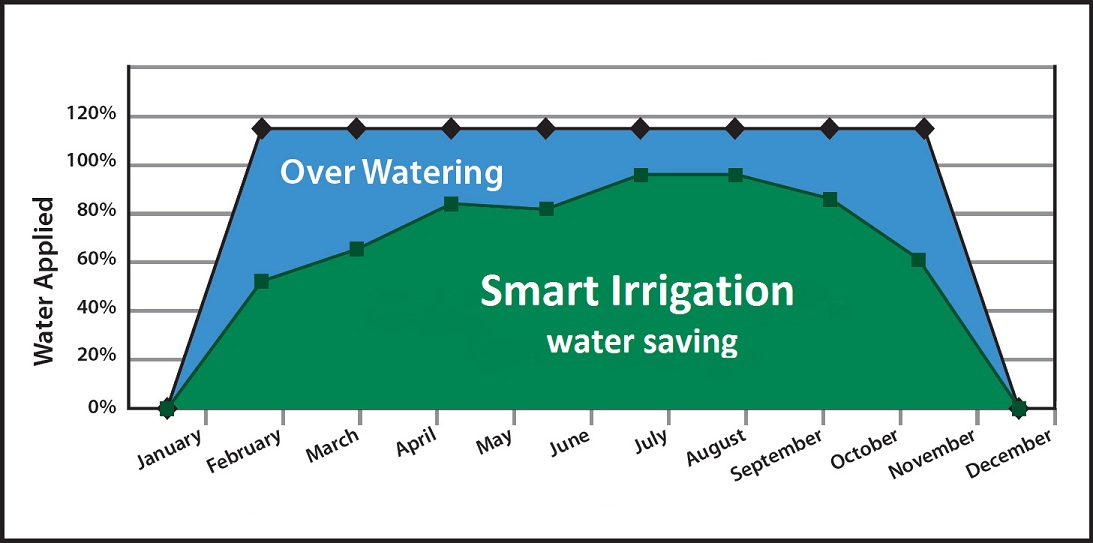 120%
100%
80%
60%
40%
20%
0%
Water Applied
Over Watering
Smart Irrigation
water saving
January
February
March
April
May
June
July
August
September
October
November
December